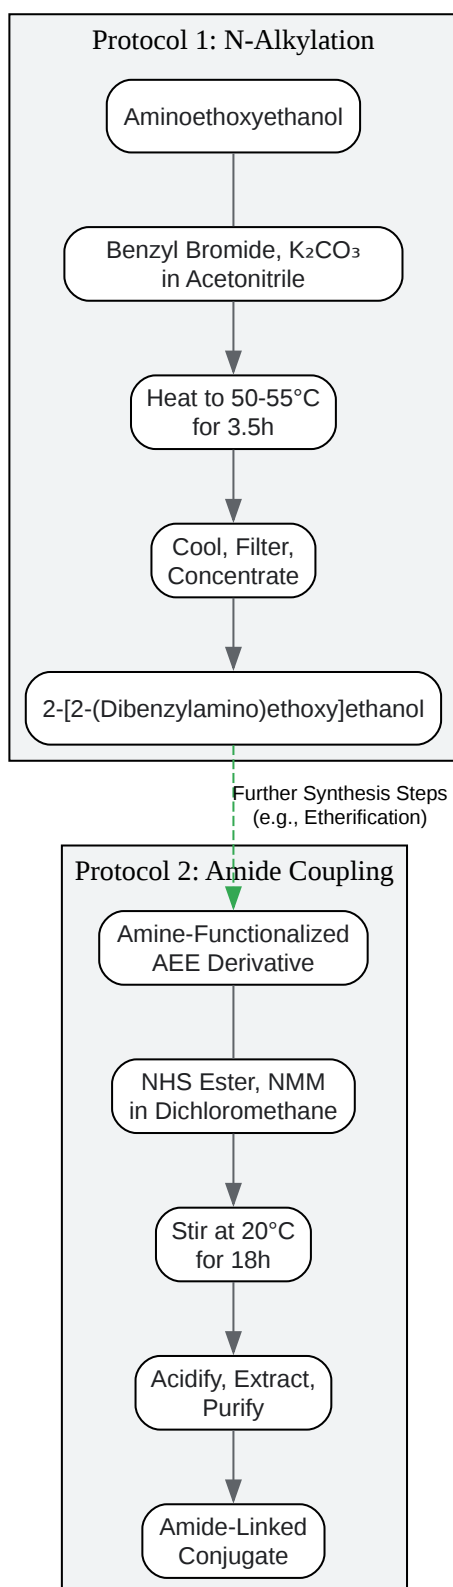 Protocol 1: N-Alkylation
Aminoethoxyethanol
Benzyl Bromide, K₂CO₃
in Acetonitrile
Heat to 50-55°C
for 3.5h
Cool, Filter,
Concentrate
2-[2-(Dibenzylamino)ethoxy]ethanol
Further Synthesis Steps
(e.g., Etherification)
Protocol 2: Amide Coupling
Amine-Functionalized
AEE Derivative
NHS Ester, NMM
in Dichloromethane
Stir at 20°C
for 18h
Acidify, Extract,
Purify
Amide-Linked
Conjugate